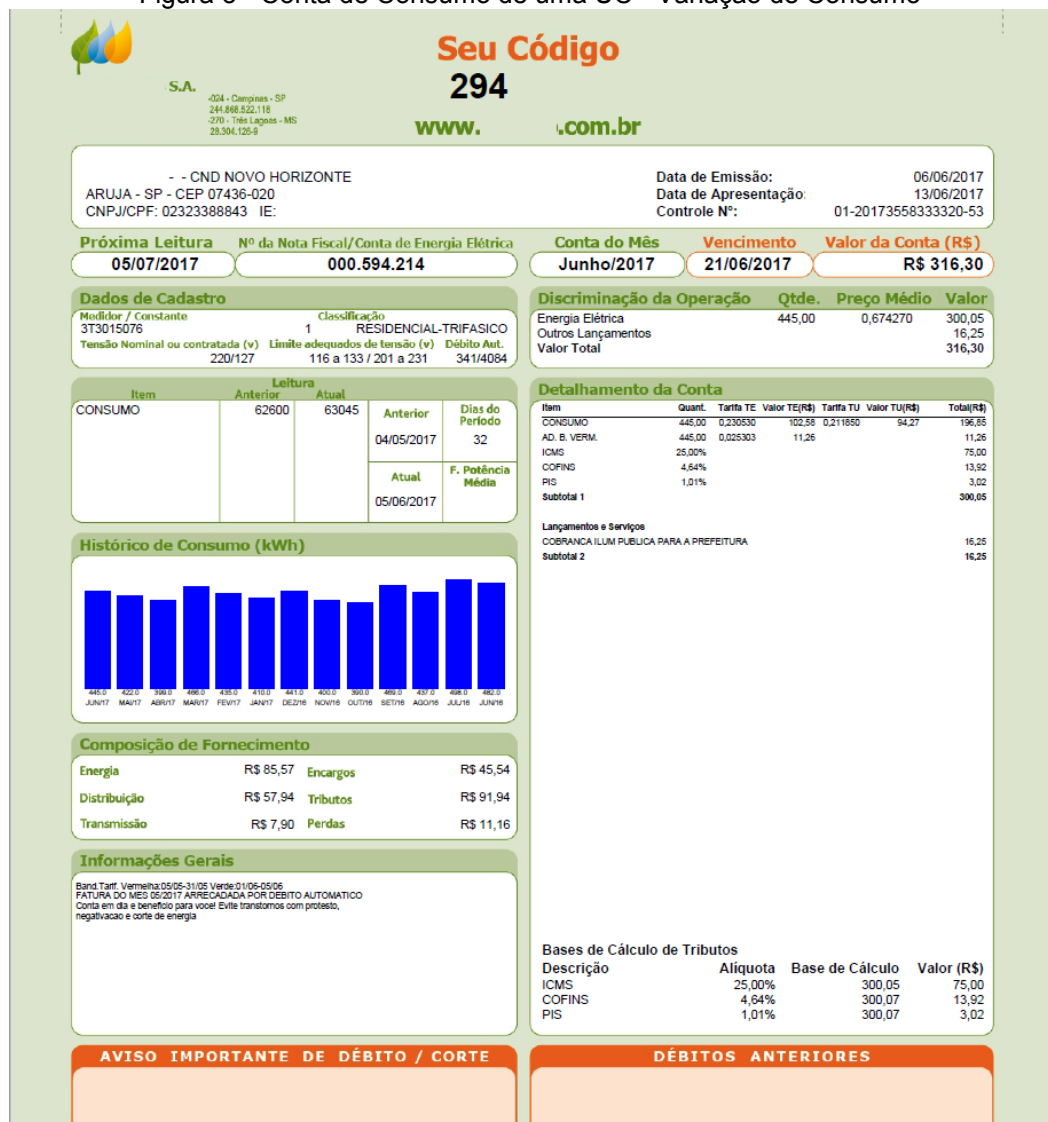 Figura 6 - Conta de Consumo de uma UC - Variação de Consumo
Seu Código
294
S.A.
-024 - Campinas - SP
244.868.522.118
-270 - Três Lagoas - MS
28.304.126-9
www. .com.br
- - CND NOVO HORIZONTE
ARUJA - SP - CEP 07436-020
CNPJ/CPF: 02323388843 IE:
Data de Emissão: 06/06/2017
Data de Apresentação: 13/06/2017
Controle Nº: 01-20173558333320-53
Próxima Leitura Nº da Nota Fiscal/Conta de Energia Elétrica Conta do Mês Vencimento Valor da Conta (R$)
05/07/2017 000.594.214 Junho/2017 21/06/2017 R$ 316,30
Dados de Cadastro
Medidor / Constante Classificação
3T3015076 1 RESIDENCIAL-TRIFASICO
Tensão Nominal ou contratada (v) Limite adequados de tensão (v) Débito Aut.
220/127 116 a 133 / 201 a 231 341/4084
Discriminação da Operação Qtde. Preço Médio Valor
Energia Elétrica 445,00 0,674270 300,05
Outros Lançamentos 16,25
Valor Total 316,30
Leitura
Item Anterior Atual
CONSUMO 62600 63045
Anterior Dias do Período
04/05/2017 32
Atual F. Potência Média
05/06/2017
Detalhamento da Conta
Item Quant. Tarifa TE Valor TE(R$) Tarifa TU Valor TU(R$) Total(R$)
CONSUMO 445,00 0,230530 102,58 0,211850 94,27 196,85
AD. B. VERM. 445,00 0,025303 11,26 11,26
ICMS 25,00% 75,00
COFINS 4,64% 13,92
PIS 1,01% 3,02
Subtotal 1 300,05
Lançamentos e Serviços
COBRANCA ILUM PUBLICA PARA A PREFEITURA 16,25
Subtotal 2 16,25
Histórico de Consumo (kWh)
445.0 422.0 399.0 466.0 435.0 410.0 441.0 400.0 390.0 469.0 437.0 498.0 482.0
JUN/17 MAI/17 ABR/17 MAR/17 FEV/17 JAN/17 DEZ/16 NOV/16 OUT/16 SET/16 AGO/16 JUL/16 JUN/16
Composição de Fornecimento
Energia R$ 85,57 Encargos R$ 45,54
Distribuição R$ 57,94 Tributos R$ 91,94
Transmissão R$ 7,90 Perdas R$ 11,16
Informações Gerais
Band.Tarif. Vermelha:05/05-31/05 Verde:01/06-05/06
FATURA DO MES 05/2017 ARRECADADA POR DEBITO AUTOMATICO
Conta em dia e beneficio para voce! Evite transtornos com protesto,
negativacao e corte de energia
Bases de Cálculo de Tributos
Descrição Alíquota Base de Cálculo Valor (R$)
ICMS 25,00% 300,05 75,00
COFINS 4,64% 300,07 13,92
PIS 1,01% 300,07 3,02
AVISO IMPORTANTE DE DÉBITO / CORTE
DÉBITOS ANTERIORES